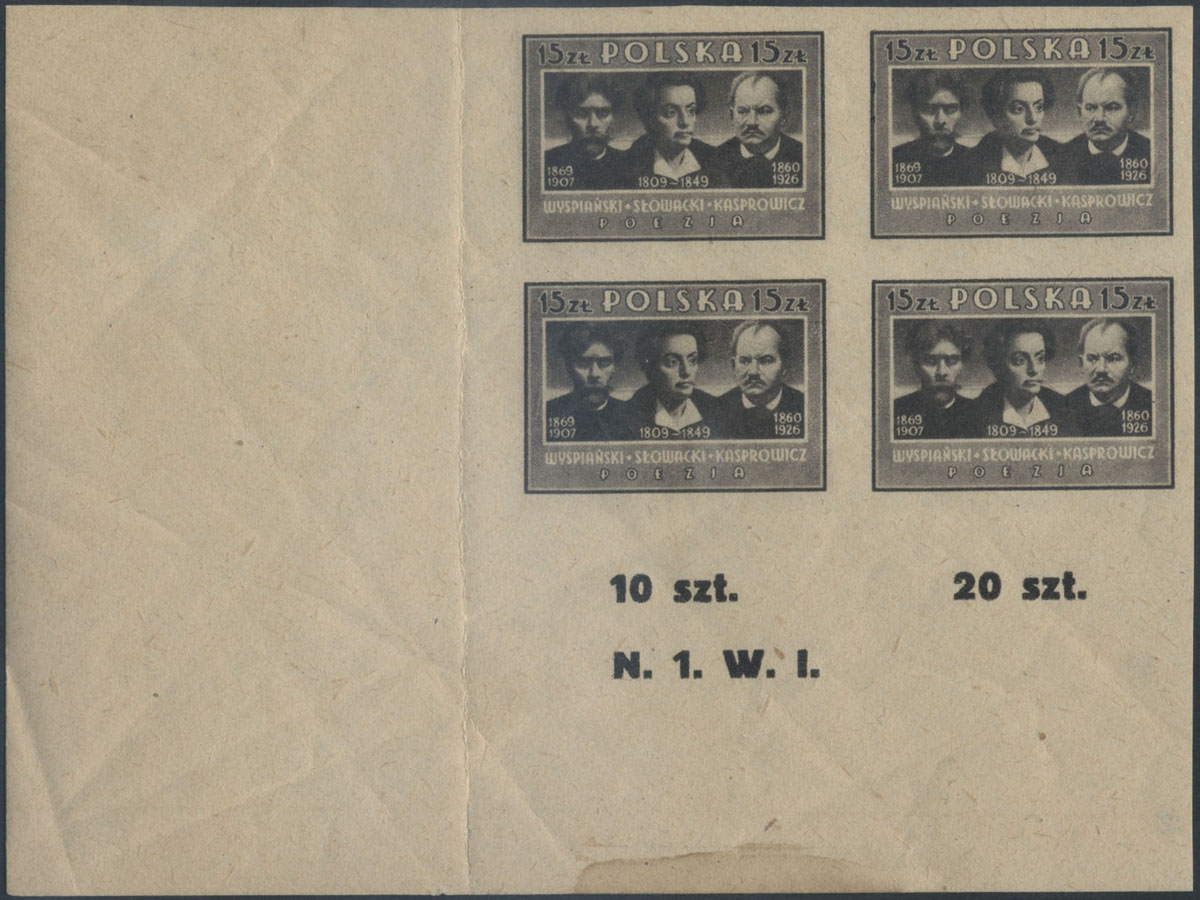 15 ZŁ POLSKA 15 ZŁ
1869
1907
1809-1849
1860
1926
WYSPIAŃSKI • SŁOWACKI • KASPROWICZ
POEZJA
15 ZŁ POLSKA 15 ZŁ
1869
1907
1809-1849
1860
1926
WYSPIAŃSKI • SŁOWACKI • KASPROWICZ
POEZJA
15 ZŁ POLSKA 15 ZŁ
1869
1907
1809-1849
1860
1926
WYSPIAŃSKI • SŁOWACKI • KASPROWICZ
POEZJA
15 ZŁ POLSKA 15 ZŁ
1869
1907
1809-1849
1860
1926
WYSPIAŃSKI • SŁOWACKI • KASPROWICZ
POEZJA
10 szt. 20 szt.
N. 1. W. I.